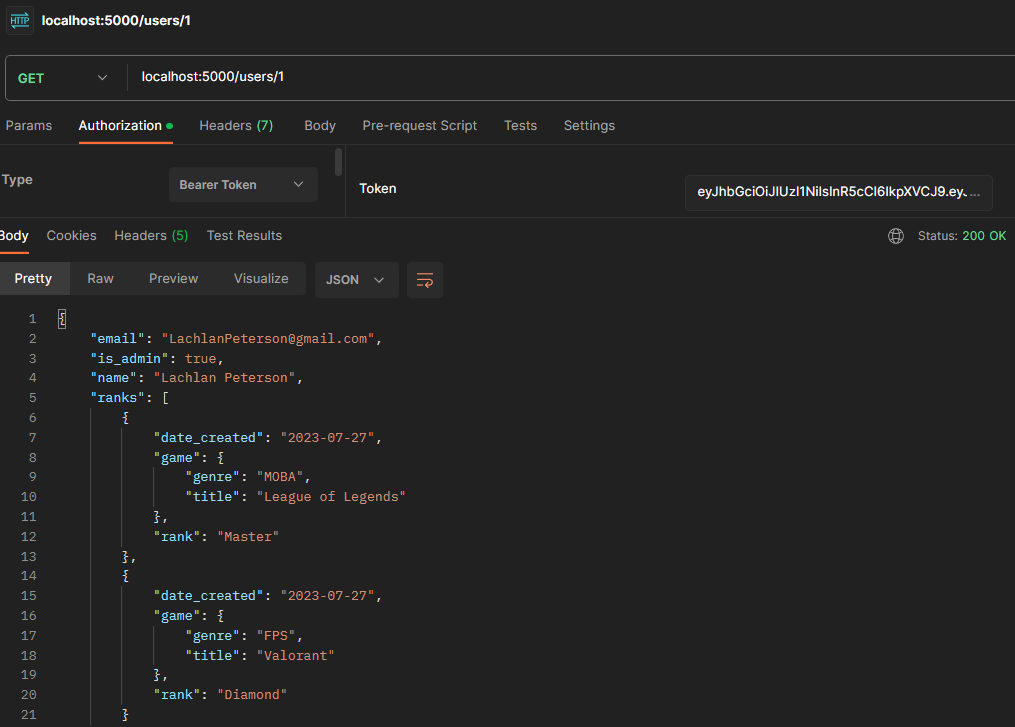 HTTP localhost:5000/users/1
GET localhost:5000/users/1
Params Authorization Headers (7) Body Pre-request Script Tests Settings
Type Bearer Token Token eyJhbGciOiJIUzI1NiIsInR5cCI6IkpXVCJ9.eyJ...
Body Cookies Headers (5) Test Results Status: 200 OK
Pretty Raw Preview Visualize JSON
1 {
2 "email": "LachlanPeterson@gmail.com",
3 "is_admin": true,
4 "name": "Lachlan Peterson",
5 "ranks": [
6 {
7 "date_created": "2023-07-27",
8 "game": {
9 "genre": "MOBA",
10 "title": "League of Legends"
11 },
12 "rank": "Master"
13 },
14 {
15 "date_created": "2023-07-27",
16 "game": {
17 "genre": "FPS",
18 "title": "Valorant"
19 },
20 "rank": "Diamond"
21 }